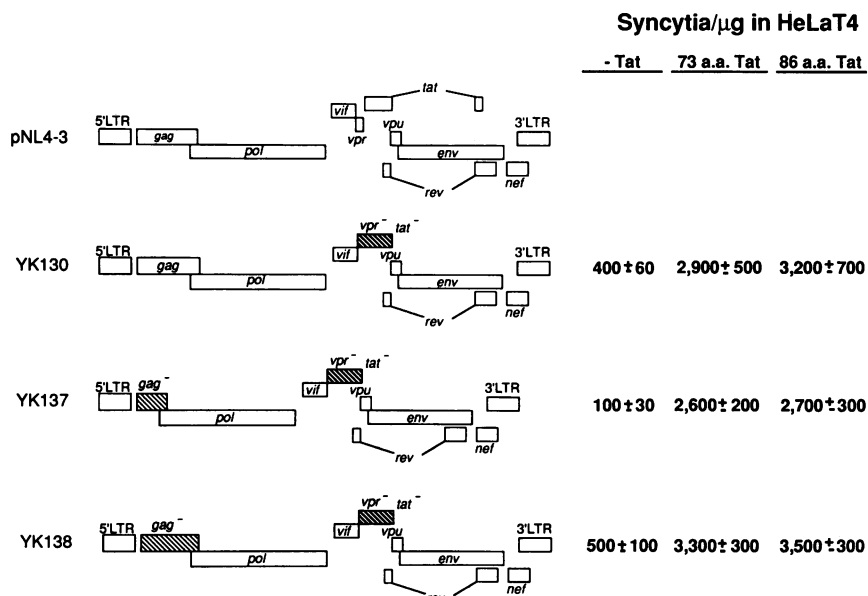 Syncytia/μg in HeLaT4
- Tat 73 a.a. Tat 86 a.a. Tat
pNL4-3
5'LTR gag pol vif vpr tat vpu env rev nef 3'LTR
YK130
5'LTR gag pol vif vpr⁻ tat⁻ vpu env rev nef 3'LTR
400±60 2,900±500 3,200±700
YK137
5'LTR gag⁻ pol vif vpr⁻ tat⁻ vpu env rev nef 3'LTR
100±30 2,600±200 2,700±300
YK138
5'LTR gag⁻ pol vif vpr⁻ tat⁻ vpu env rev nef 3'LTR
500±100 3,300±300 3,500±300